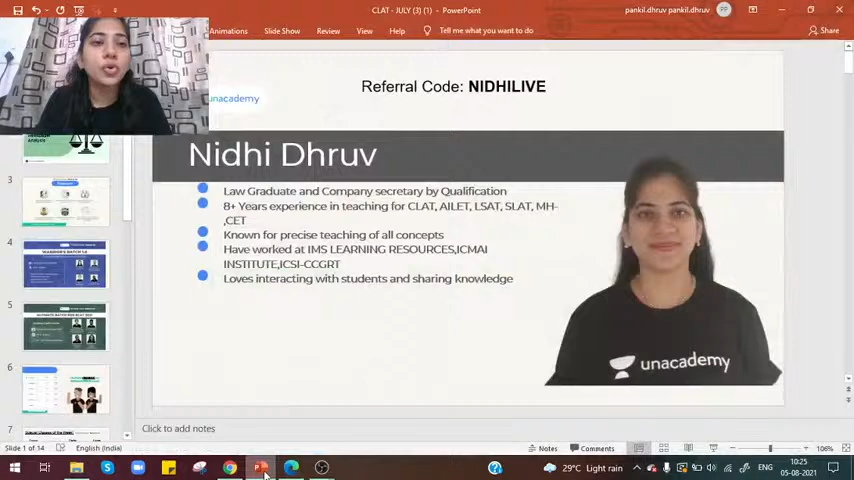 CLAT - JULY (3) (1) - PowerPoint
pankil.dhruv pankil.dhruv
PP
Animations
Slide Show
Review
View
Help
Tell me what you want to do
Share
Referral Code: NIDHILIVE
unacademy
Nidhi Dhruv
Law Graduate and Company secretary by Qualification
8+ Years experience in teaching for CLAT, AILET, LSAT, SLAT, MH-
,CET
Known for precise teaching of all concepts
Have worked at IMS LEARNING RESOURCES,ICMAI
INSTITUTE,ICSI-CCGRT
Loves interacting with students and sharing knowledge
unacademy
3
4
5
6
7
Click to add notes
Slide 1 of 14
English (India)
Notes
Comments
106%
29°C Light rain
ENG
10:25
05-08-2021